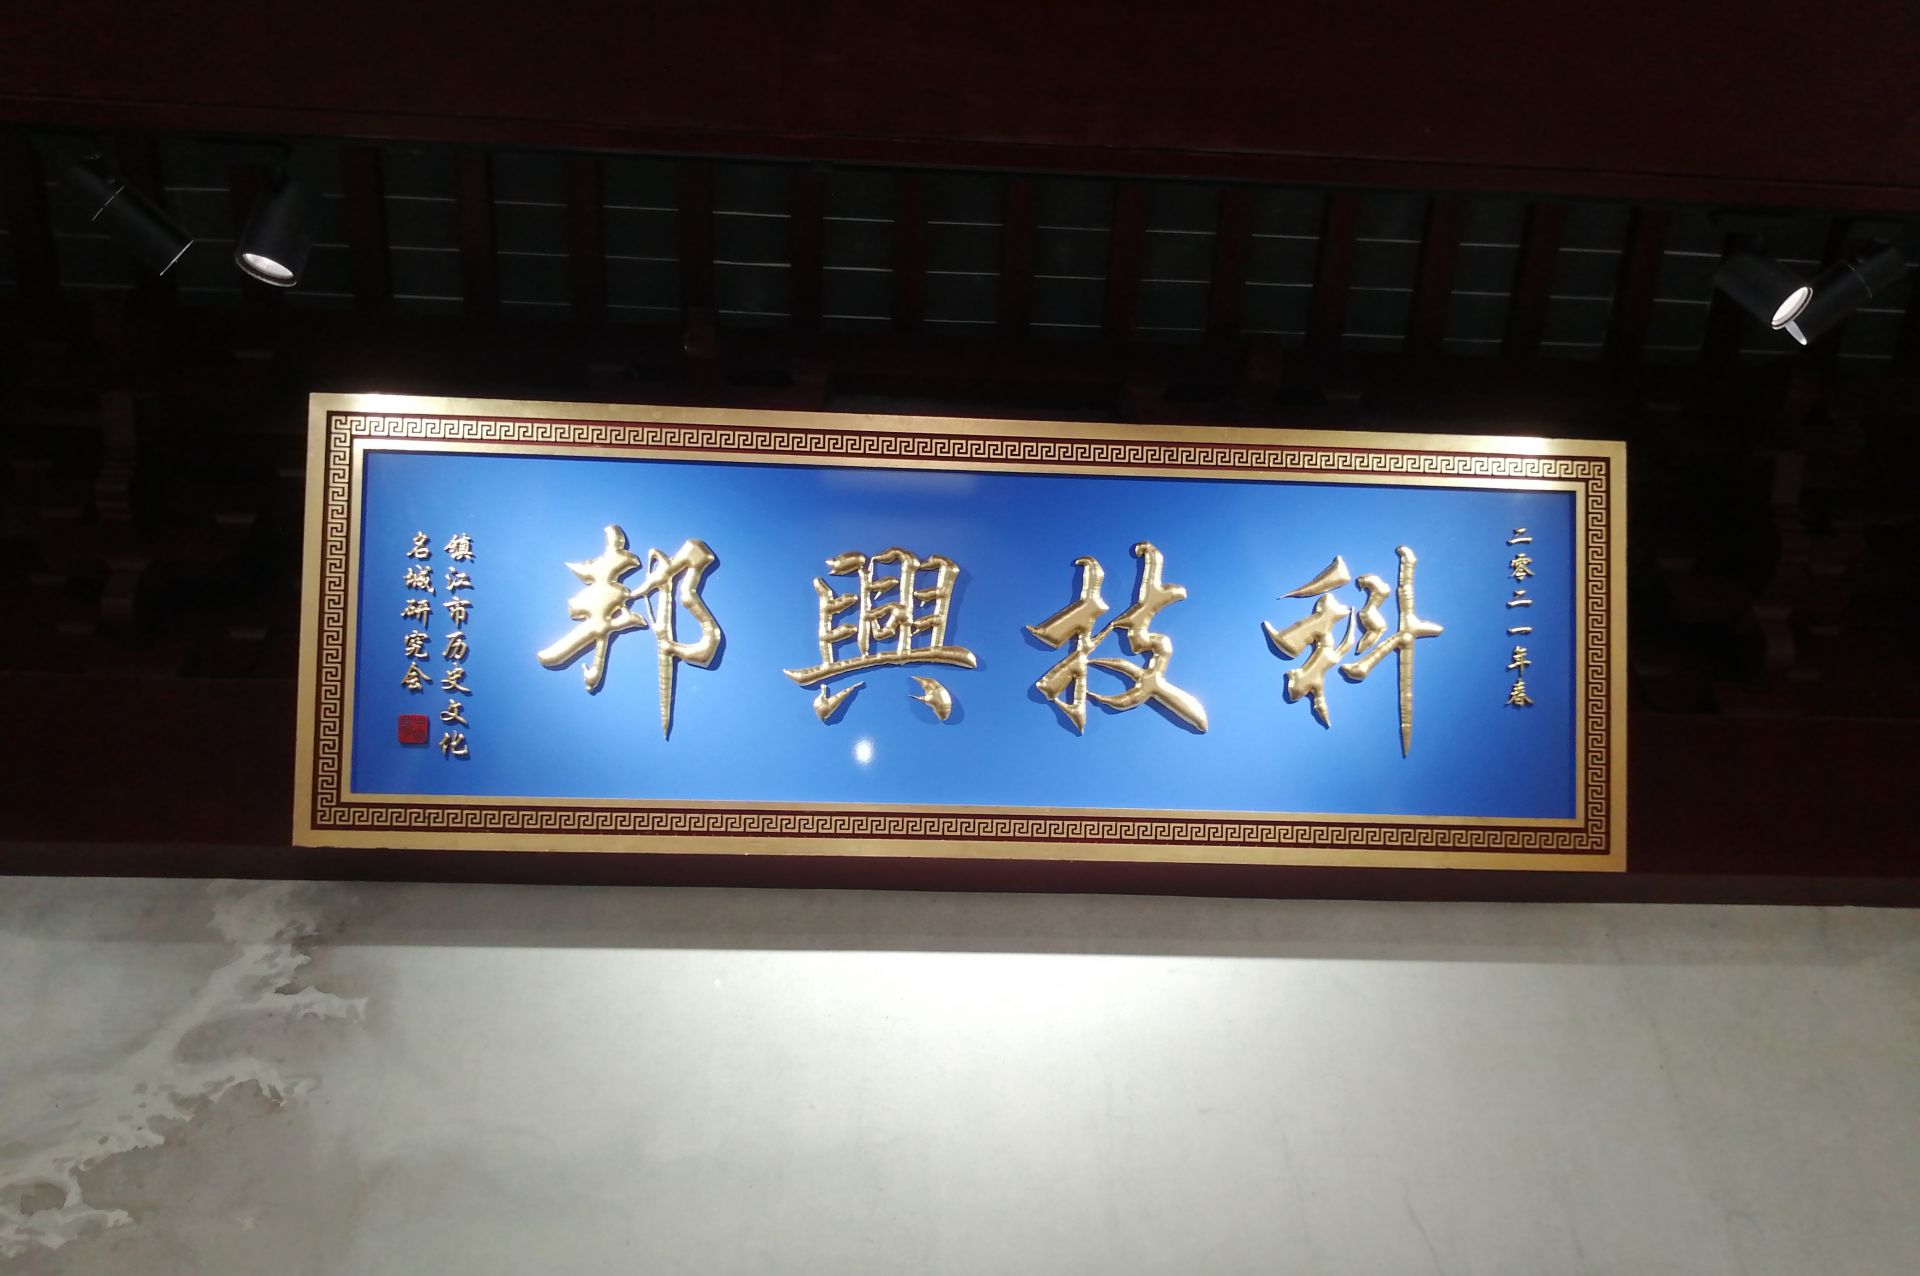 二零二一年春
科技興邦
镇江市历史文化
名城研究会